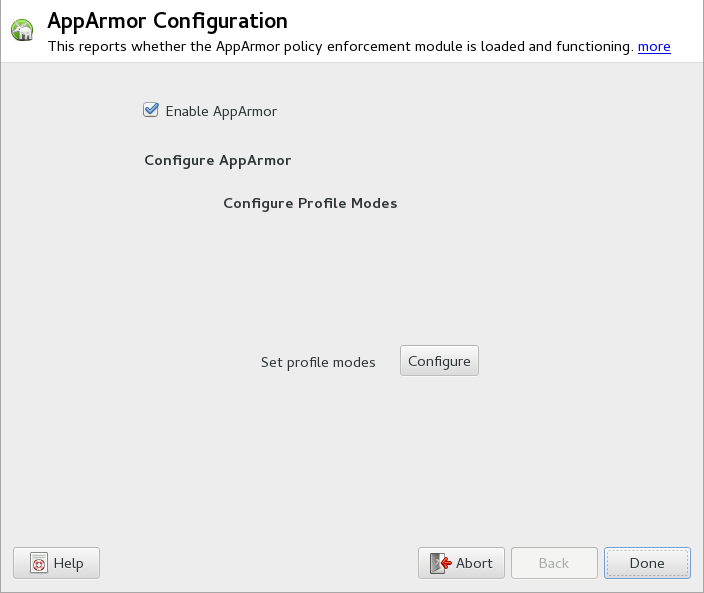 AppArmor Configuration
This reports whether the AppArmor policy enforcement module is loaded and functioning. more
Enable AppArmor
Configure AppArmor
Configure Profile Modes
Set profile modes Configure
Help Abort Back Done